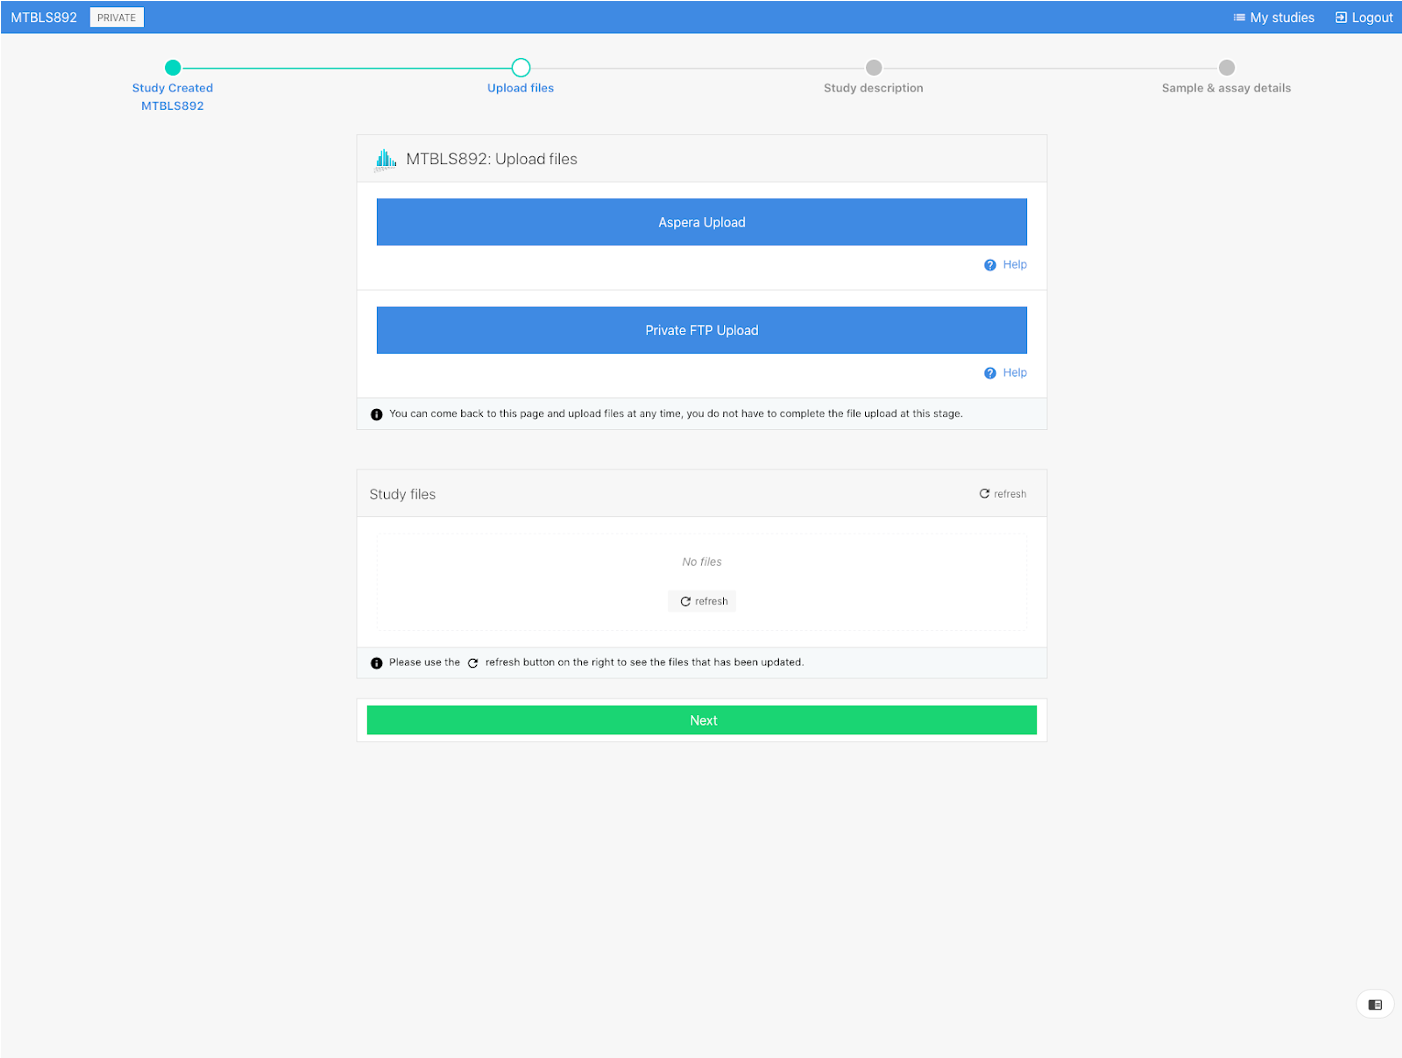 MTBLS892 PRIVATE My studies Logout
Study Created
MTBLS892
Upload files
Study description
Sample & assay details
MTBLS892: Upload files
Aspera Upload
Help
Private FTP Upload
Help
You can come back to this page and upload files at any time, you do not have to complete the file upload at this stage.
Study files
refresh
No files
refresh
Please use the refresh button on the right to see the files that has been updated.
Next